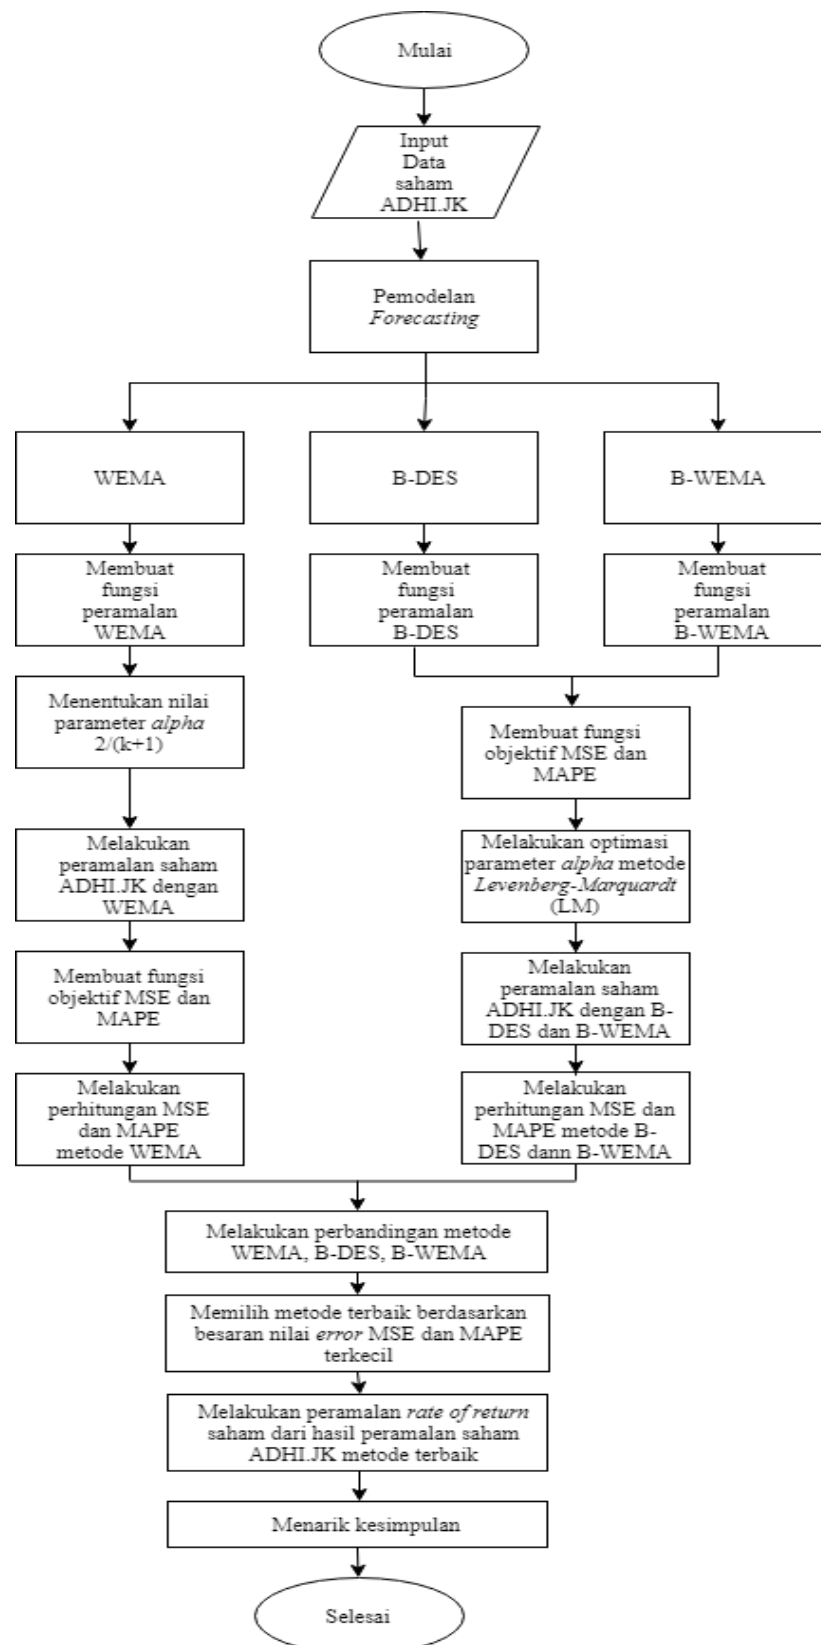 Mulai
Input
Data
saham
ADHI.JK
Pemodelan
Forecasting
WEMA
B-DES
B-WEMA
Membuat
fungsi
peramalan
WEMA
Membuat
fungsi
peramalan
B-DES
Membuat
fungsi
peramalan
B-WEMA
Menentukan nilai
parameter alpha
2/(k+1)
Melakukan
peramalan saham
ADHI.JK dengan
WEMA
Membuat fungsi
objektif MSE dan
MAPE
Melakukan
perhitungan MSE
dan MAPE
metode WEMA
Membuat fungsi
objektif MSE dan
MAPE
Melakukan optimasi
parameter alpha metode
Levenberg-Marquardt
(LM)
Melakukan
peramalan saham
ADHI.JK dengan B-
DES dan B-WEMA
Melakukan
perhitungan MSE dan
MAPE metode B-
DES dann B-WEMA
Melakukan perbandingan metode
WEMA, B-DES, B-WEMA
Memilih metode terbaik berdasarkan
besaran nilai error MSE dan MAPE
terkecil
Melakukan peramalan rate of return
saham dari hasil peramalan saham
ADHI.JK metode terbaik
Menarik kesimpulan
Selesai